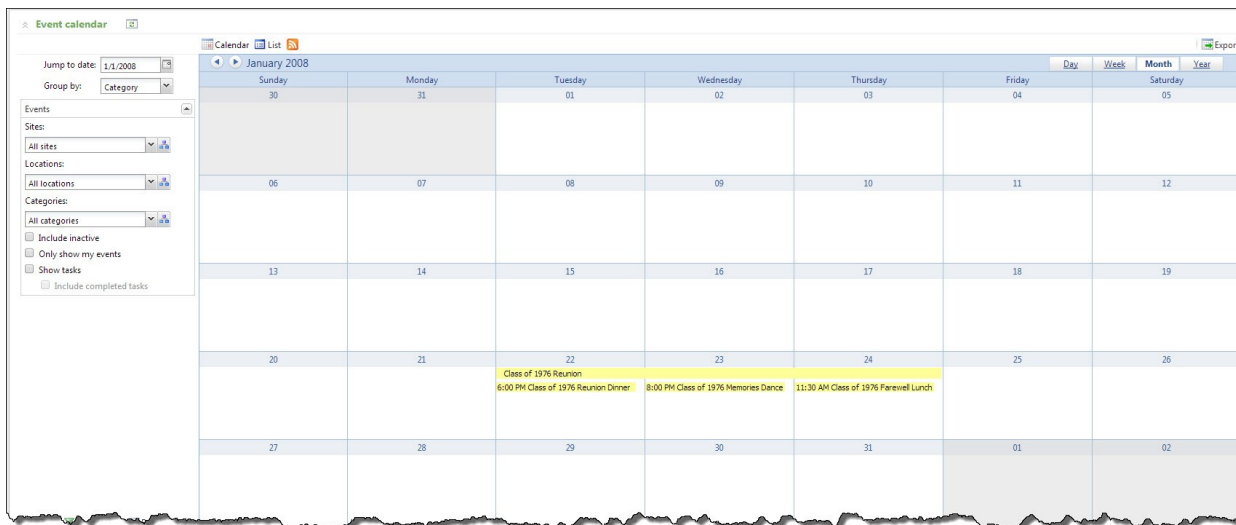 Event calendar
Calendar List
Expor
Jump to date: 1/1/2008
January 2008
Day Week Month Year
Group by: Category
Sunday Monday Tuesday Wednesday Thursday Friday Saturday
30 31 01 02 03 04 05
Events
Sites:
All sites
Locations:
All locations
06 07 08 09 10 11 12
Categories:
All categories
Include inactive
Only show my events
Show tasks
13 14 15 16 17 18 19
Include completed tasks
20 21 22 23 24 25 26
Class of 1976 Reunion
6:00 PM Class of 1976 Reunion Dinner 8:00 PM Class of 1976 Memories Dance 11:30 AM Class of 1976 Farewell Lunch
27 28 29 30 31 01 02